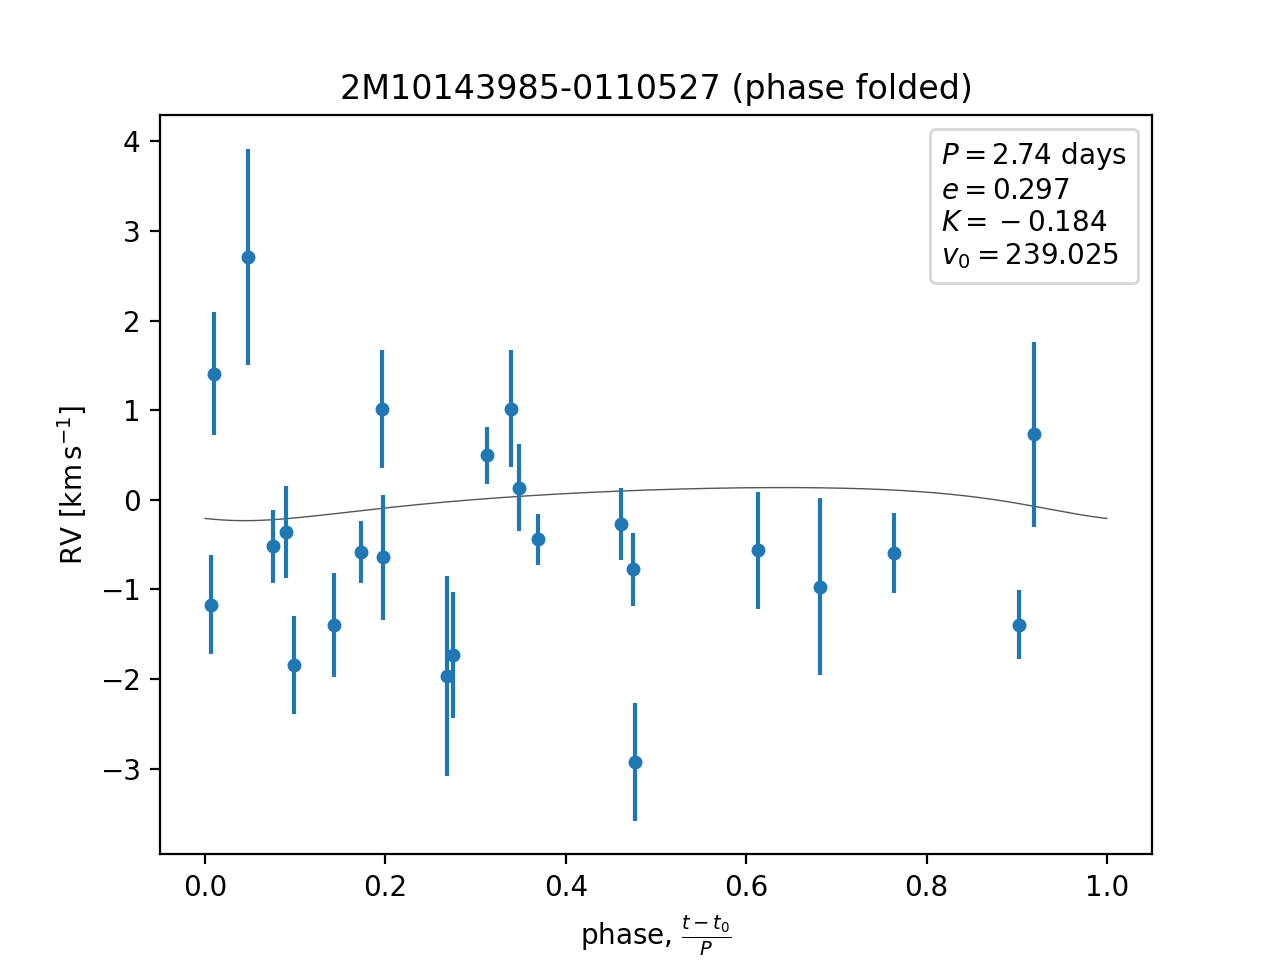 2M10143985-0110527 (phase folded)
P = 2.74 days
e = 0.297
K = −0.184
v₀ = 239.025
RV [km s⁻¹]
4
3
2
1
0
−1
−2
−3
0.0 0.2 0.4 0.6 0.8 1.0
phase, (t − t₀)/P